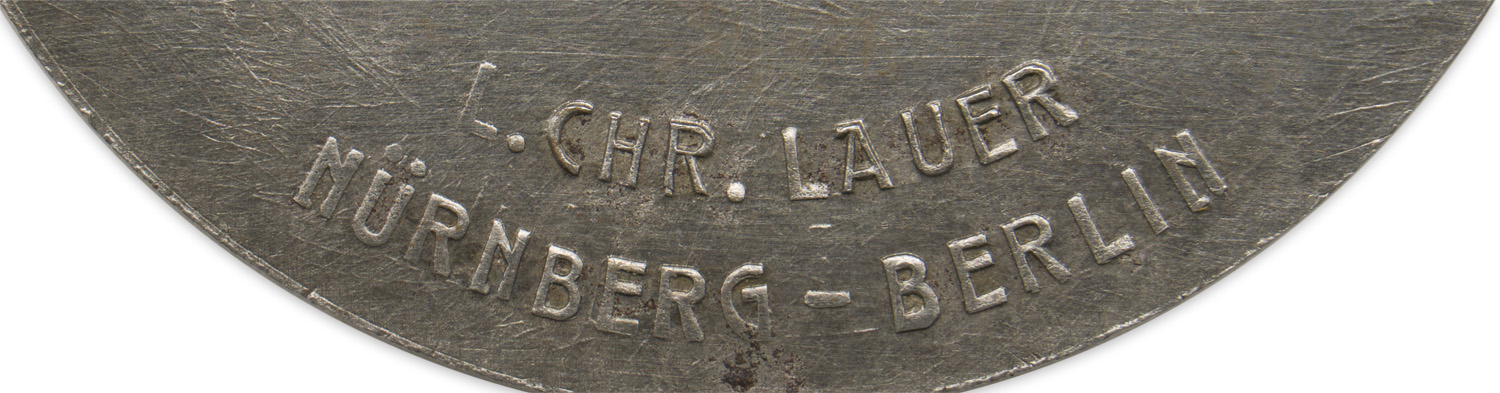 L. CHR. LAUER
NÜRNBERG - BERLIN